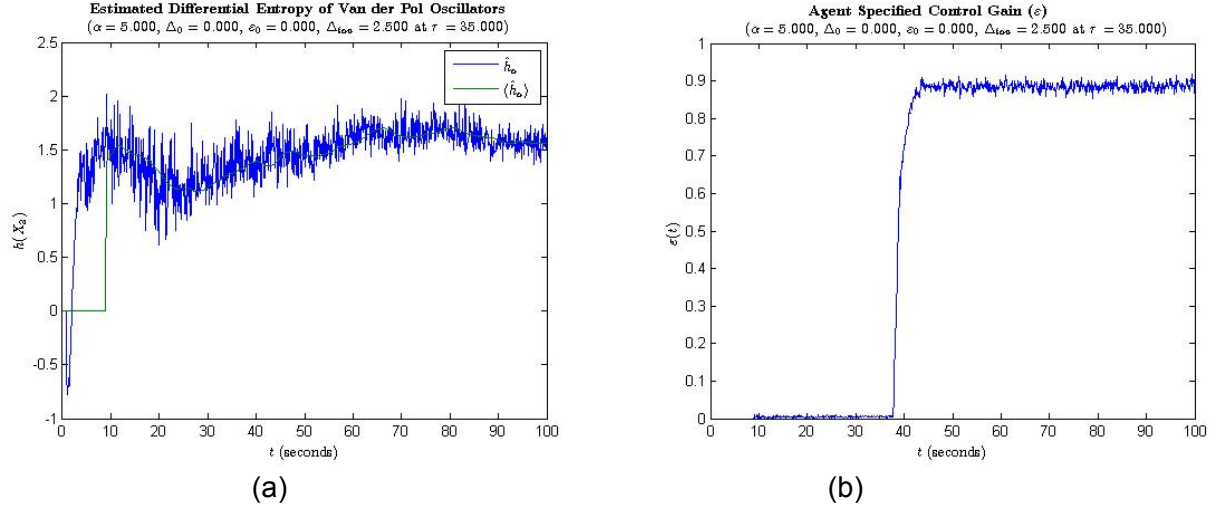 Estimated Differential Entropy of Van der Pol Oscillators
(α = 5.000, Δ₀ = 0.000, ε₀ = 0.000, Δinc = 2.500 at τ = 35.000)
2.5
2
1.5
1
0.5
0
-0.5
-1
h(X₂)
ĥα
⟨ĥα⟩
0 10 20 30 40 50 60 70 80 90 100
t (seconds)
(a)
Agent Specified Control Gain (ε)
(α = 5.000, Δ₀ = 0.000, ε₀ = 0.000, Δinc = 2.500 at τ = 35.000)
1
0.9
0.8
0.7
0.6
0.5
0.4
0.3
0.2
0.1
0
ε(t)
0 10 20 30 40 50 60 70 80 90 100
t (seconds)
(b)